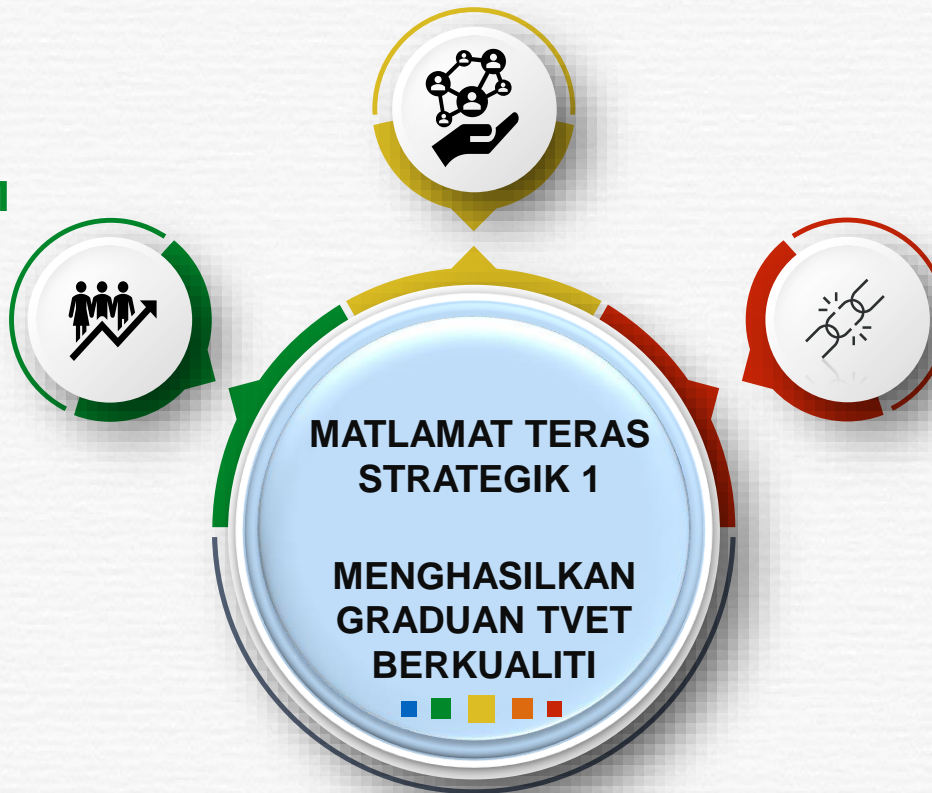 MATLAMAT TERAS
STRATEGIK 1
MENGHASILKAN
GRADUAN TVET
BERKUALITI